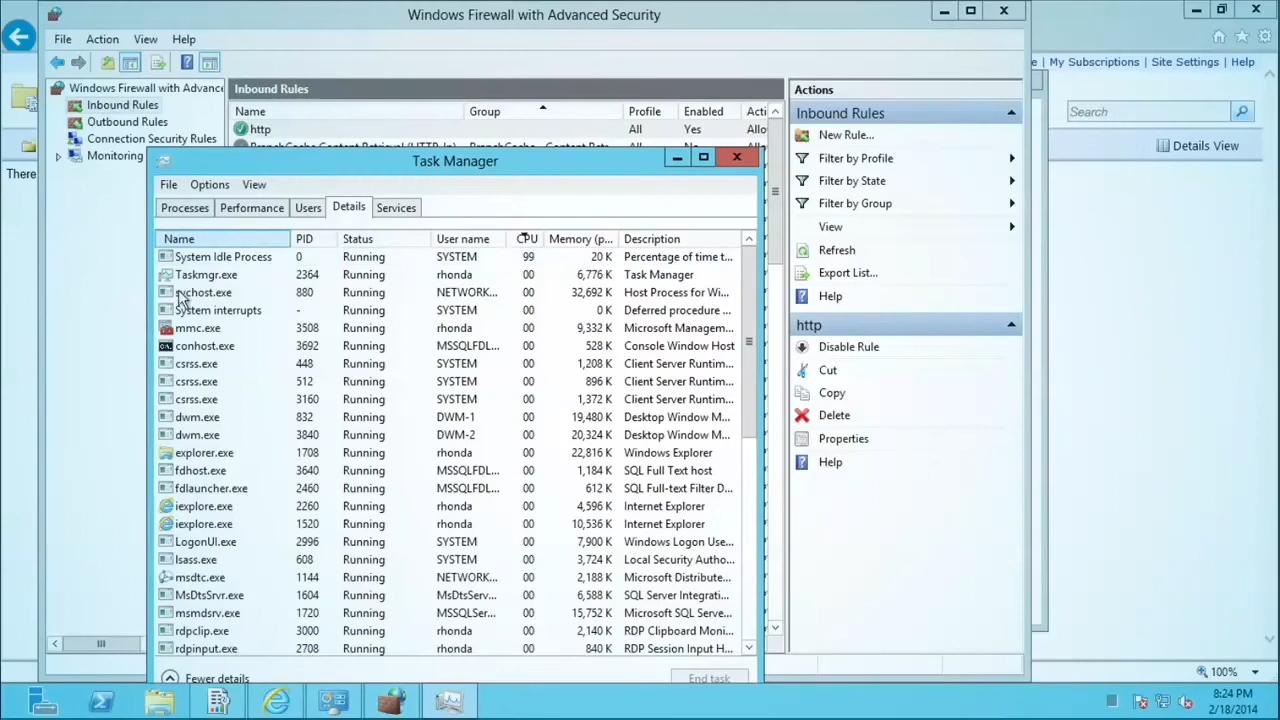 Windows Firewall with Advanced Security
File Action View Help
Windows Firewall with Advance
Inbound Rules
Outbound Rules
Connection Security Rules
Monitoring
There
Inbound Rules
Name Group Profile Enabled Acti
http All Yes Allo
Actions
Inbound Rules
New Rule...
Filter by Profile
Filter by State
Filter by Group
View
Refresh
Export List...
Help
http
Disable Rule
Cut
Copy
Delete
Properties
Help
e | My Subscriptions | Site Settings | Help
Search
Details View
Task Manager
File Options View
Processes Performance Users Details Services
Name PID Status User name CPU Memory (p... Description
System Idle Process 0 Running SYSTEM 99 20 K Percentage of time t...
Taskmgr.exe 2364 Running rhonda 00 6,776 K Task Manager
svchost.exe 880 Running NETWORK... 00 32,692 K Host Process for Wi...
System interrupts - Running SYSTEM 00 0 K Deferred procedure ...
mmc.exe 3508 Running rhonda 00 9,332 K Microsoft Managem...
conhost.exe 3692 Running MSSQLFDL... 00 528 K Console Window Host
csrss.exe 448 Running SYSTEM 00 1,208 K Client Server Runtim...
csrss.exe 512 Running SYSTEM 00 896 K Client Server Runtim...
csrss.exe 3160 Running SYSTEM 00 1,372 K Client Server Runtim...
dwm.exe 832 Running DWM-1 00 19,480 K Desktop Window M...
dwm.exe 3840 Running DWM-2 00 20,324 K Desktop Window M...
explorer.exe 1708 Running rhonda 00 22,816 K Windows Explorer
fdhost.exe 3640 Running MSSQLFDL... 00 1,184 K SQL Full Text host
fdlauncher.exe 2460 Running MSSQLFDL... 00 612 K SQL Full-text Filter D...
iexplore.exe 2260 Running rhonda 00 4,596 K Internet Explorer
iexplore.exe 1520 Running rhonda 00 10,536 K Internet Explorer
LogonUI.exe 2996 Running SYSTEM 00 7,900 K Windows Logon Use...
lsass.exe 608 Running SYSTEM 00 3,724 K Local Security Autho...
msdtc.exe 1144 Running NETWORK... 00 2,188 K Microsoft Distribute...
MsDtsSrvr.exe 1604 Running MsDtsServ... 00 6,588 K SQL Server Integrati...
msmdsrv.exe 1720 Running MSSQLSer... 00 15,752 K Microsoft SQL Serve...
rdpclip.exe 3000 Running rhonda 00 2,140 K RDP Clipboard Moni...
rdpinput.exe 2708 Running rhonda 00 840 K RDP Session Input H...
Fewer details End task
100%
8:24 PM
2/18/2014